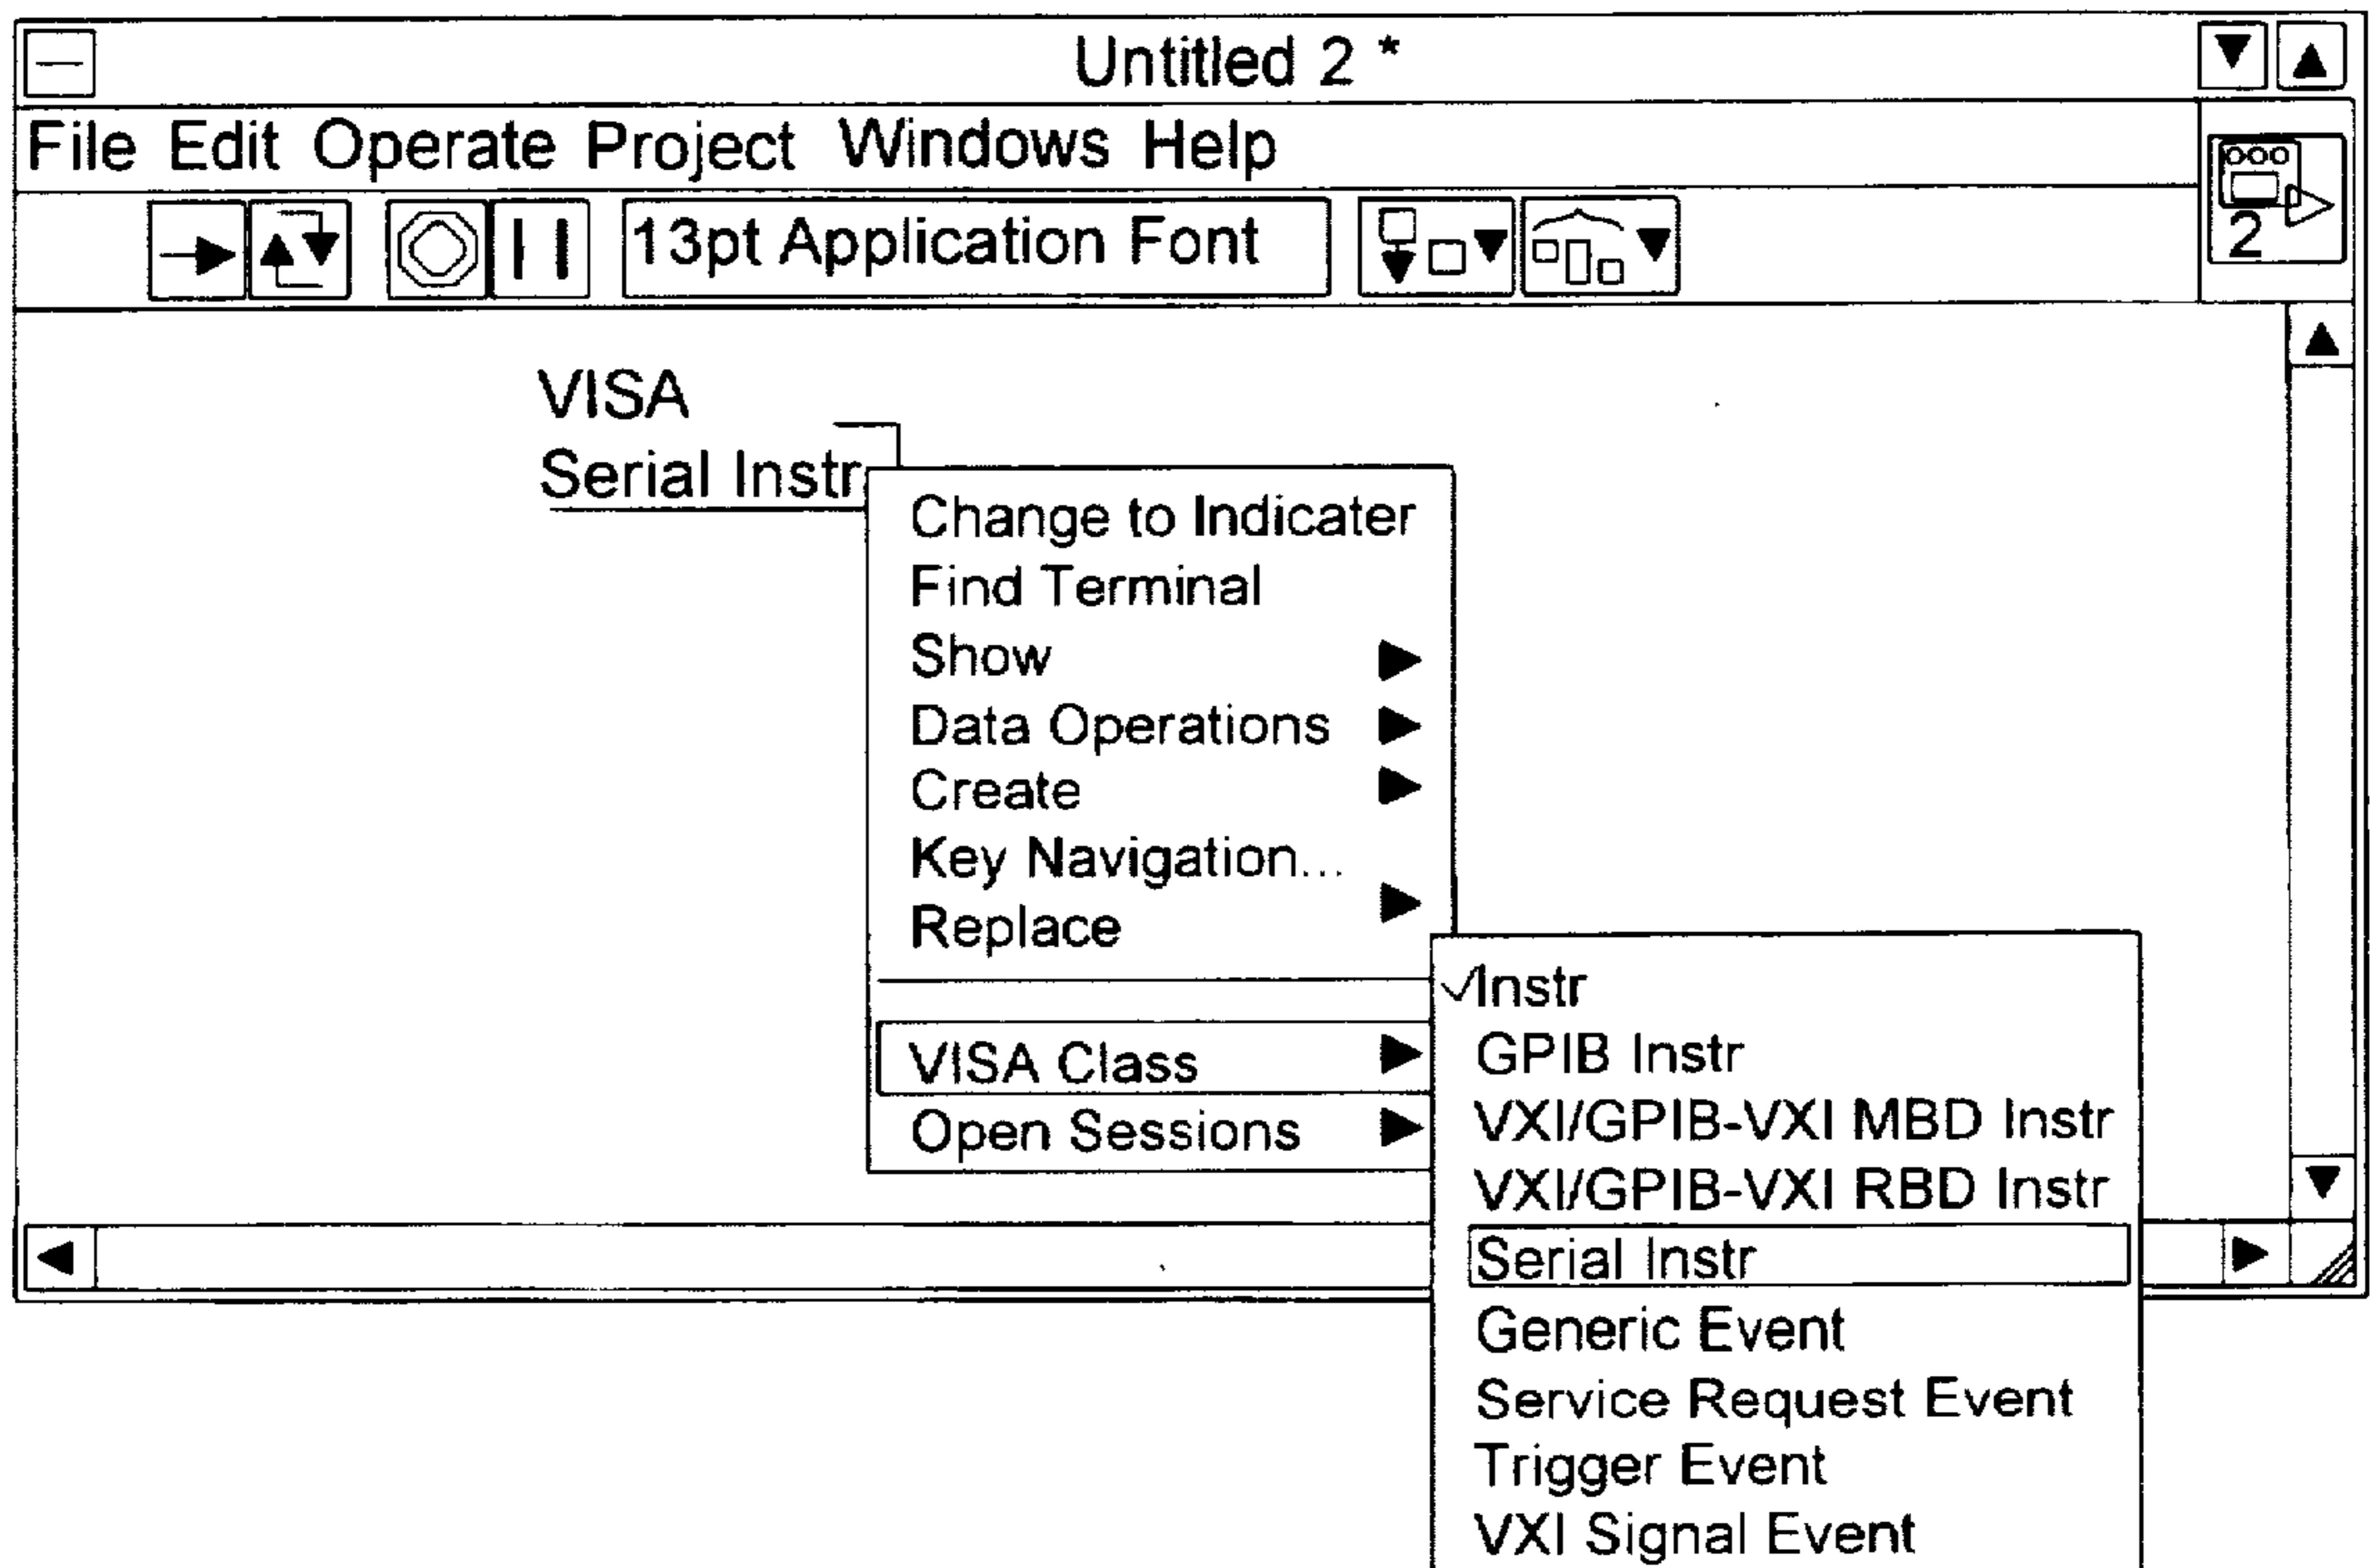 Untitled 2 *
File Edit Operate Project Windows Help
13pt Application Font
2
VISA
Serial Instr
Change to Indicater
Find Terminal
Show
Data Operations
Create
Key Navigation...
Replace
VISA Class
Open Sessions
✓Instr
GPIB Instr
VXI/GPIB-VXI MBD Instr
VXI/GPIB-VXI RBD Instr
Serial Instr
Generic Event
Service Request Event
Trigger Event
VXI Signal Event